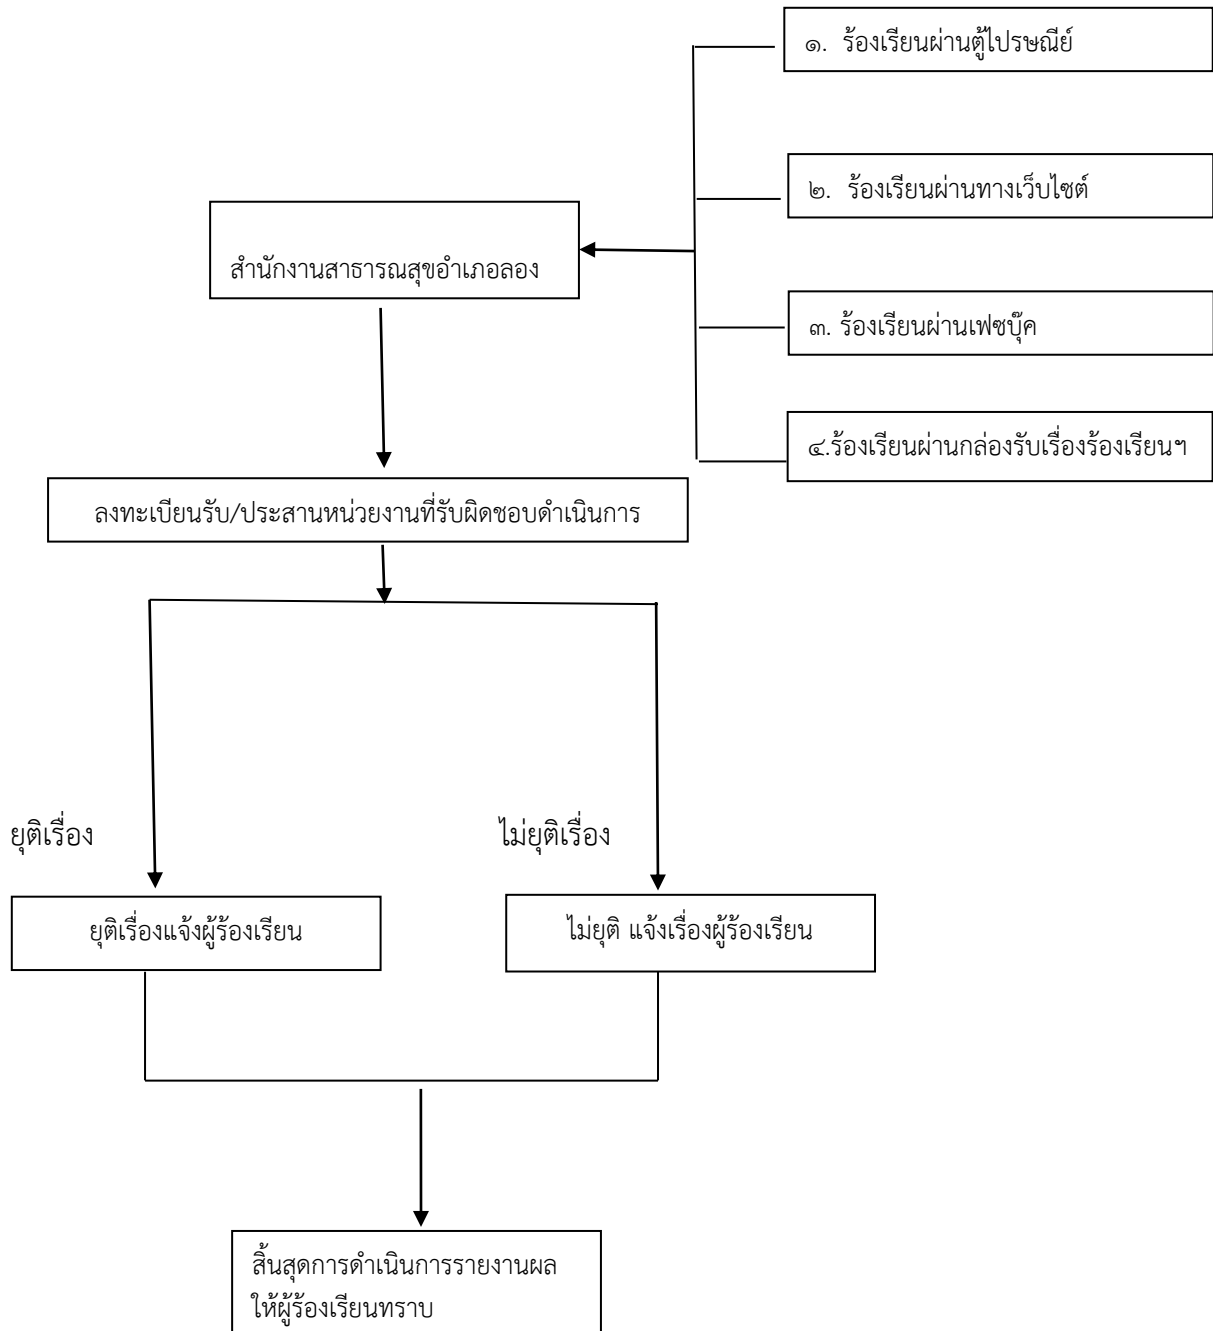 ๑. ร้องเรียนผ่านตู้ไปรษณีย์
๒. ร้องเรียนผ่านทางเว็บไซต์
สำนักงานสาธารณสุขอำเภอลอง
๓. ร้องเรียนผ่านเฟซบุ๊ค
๔.ร้องเรียนผ่านกล่องรับเรื่องร้องเรียนฯ
ลงทะเบียนรับ/ประสานหน่วยงานที่รับผิดชอบดำเนินการ
ยุติเรื่อง
ไม่ยุติเรื่อง
ยุติเรื่องแจ้งผู้ร้องเรียน
ไม่ยุติ แจ้งเรื่องผู้ร้องเรียน
สิ้นสุดการดำเนินการรายงานผล
ให้ผู้ร้องเรียนทราบ